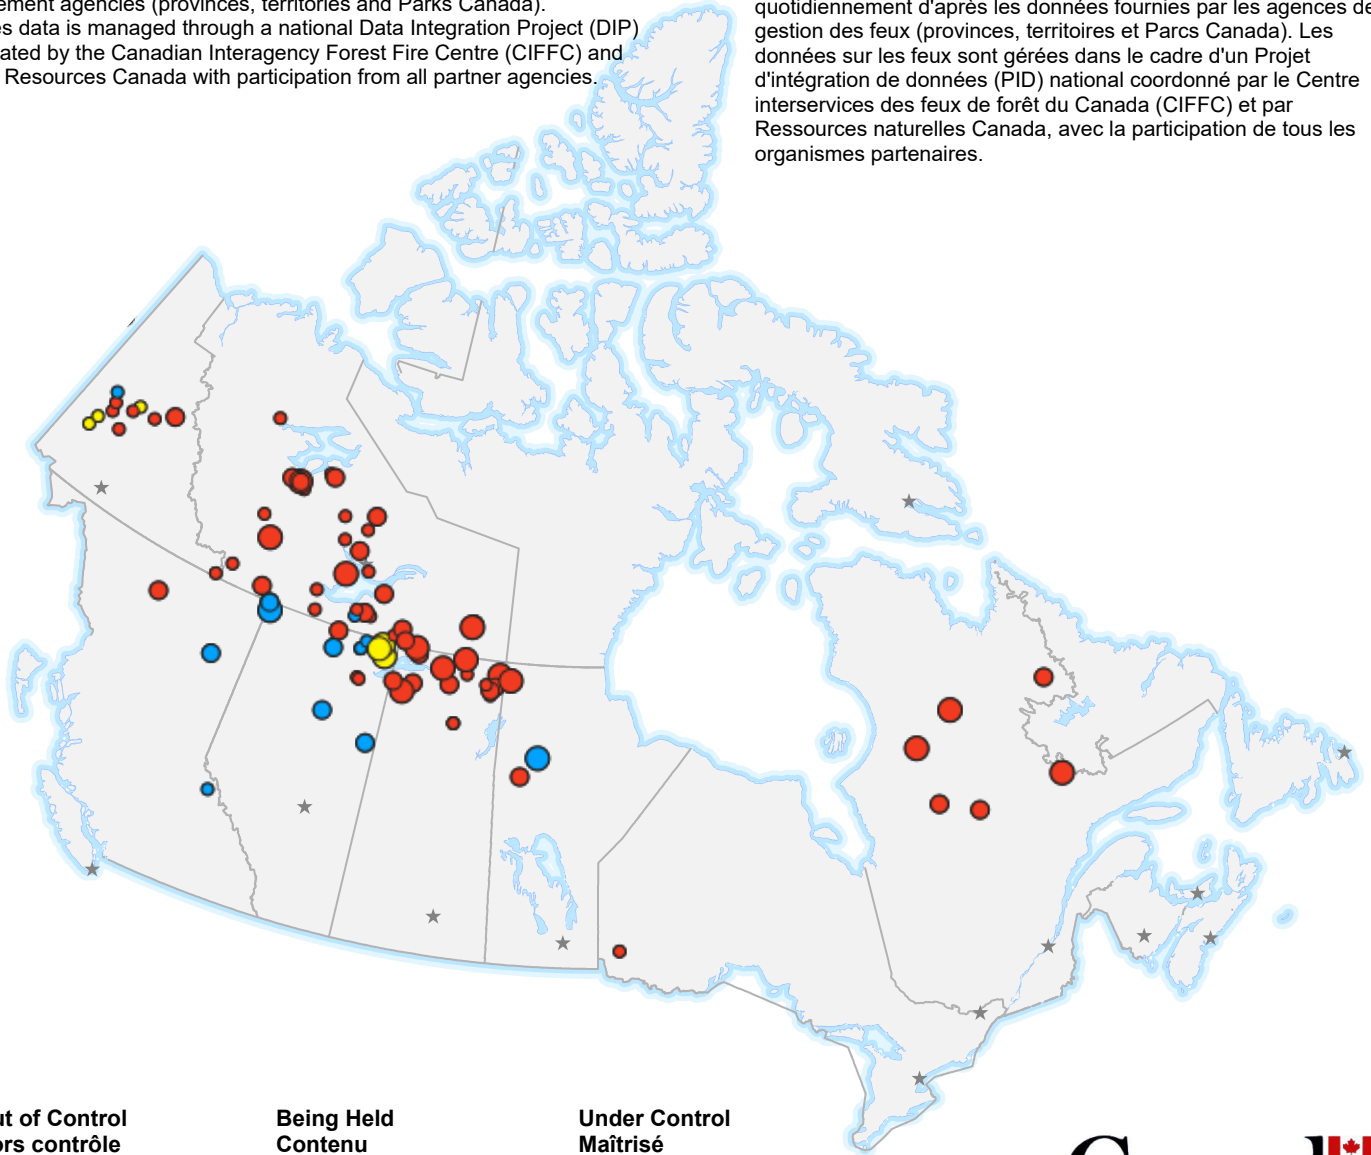 ement agencies (provinces, territories and Parks Canada).
s data is managed through a national Data Integration Project (DIP)
ated by the Canadian Interagency Forest Fire Centre (CIFFC) and
Resources Canada with participation from all partner agencies.
quotidiennement d'après les données fournies par les agences de
gestion des feux (provinces, territoires et Parcs Canada). Les
données sur les feux sont gérées dans le cadre d'un Projet
d'intégration de données (PID) national coordonné par le Centre
interservices des feux de forêt du Canada (CIFFC) et par
Ressources naturelles Canada, avec la participation de tous les
organismes partenaires.
ut of Control
ors contrôle
Being Held
Contenu
Under Control
Maîtrisé